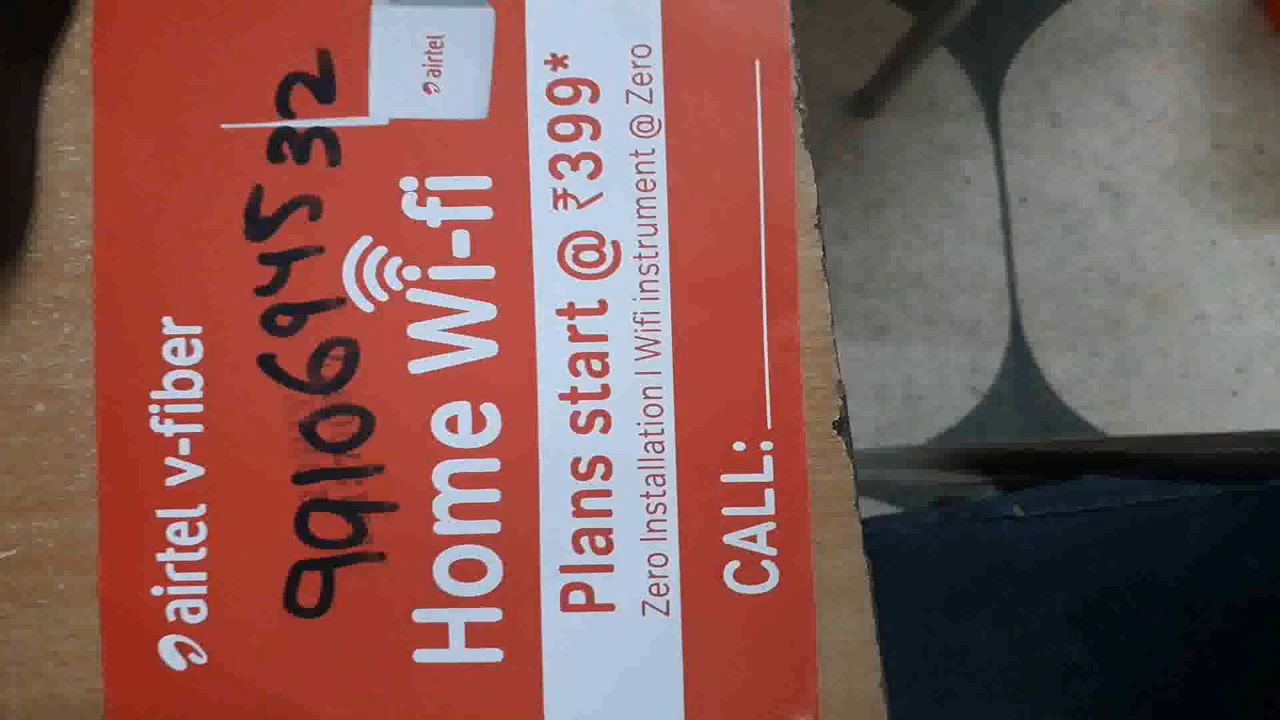 airtel v-fiber
9910694532
airtel
Home Wi-fi
Plans start @ ₹399*
Zero Installation I Wifi instrument @ Zero
CALL: